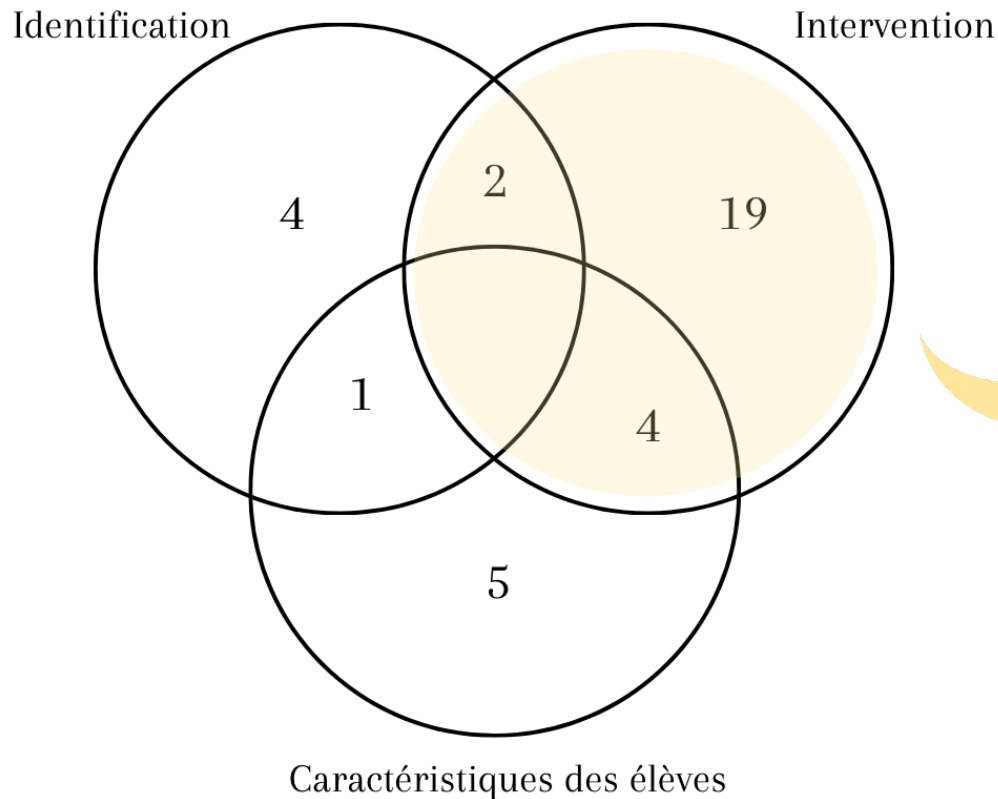 Identification
Intervention
2
4
19
1
4
5
Caractéristiques des élèves